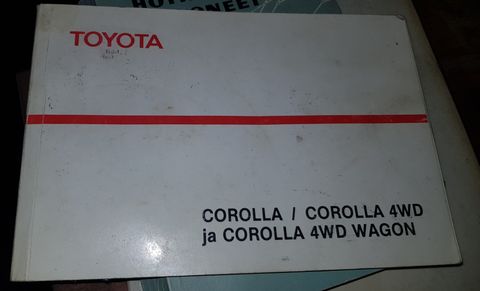 TOYOTA
COROLLA / COROLLA 4WD
ja COROLLA 4WD WAGON